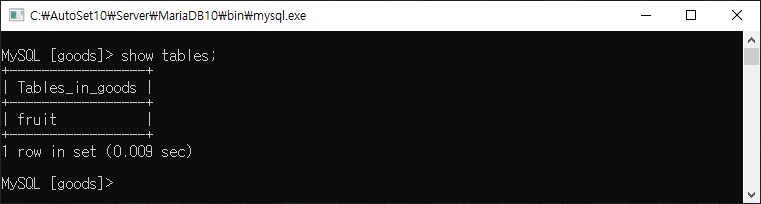 C:₩AutoSet10₩Server₩MariaDB10₩bin₩mysql.exe
MySQL [goods]> show tables;
+-----------------+
| Tables_in_goods |
+-----------------+
| fruit           |
+-----------------+
1 row in set (0.009 sec)
MySQL [goods]>